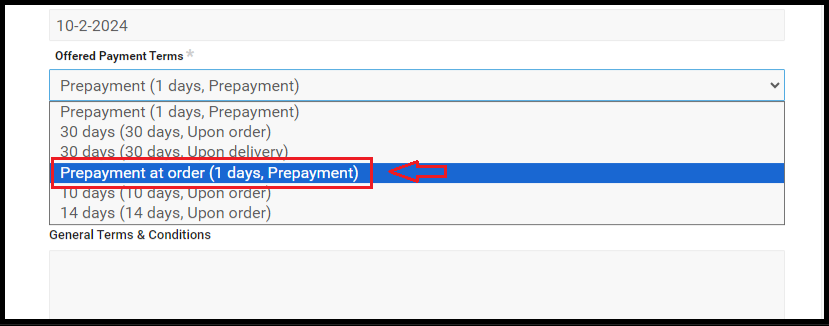 10-2-2024
Offered Payment Terms *
Prepayment (1 days, Prepayment)
Prepayment (1 days, Prepayment)
30 days (30 days, Upon order)
30 days (30 days, Upon delivery)
Prepayment at order (1 days, Prepayment)
10 days (10 days, Upon order)
14 days (14 days, Upon order)
General Terms & Conditions